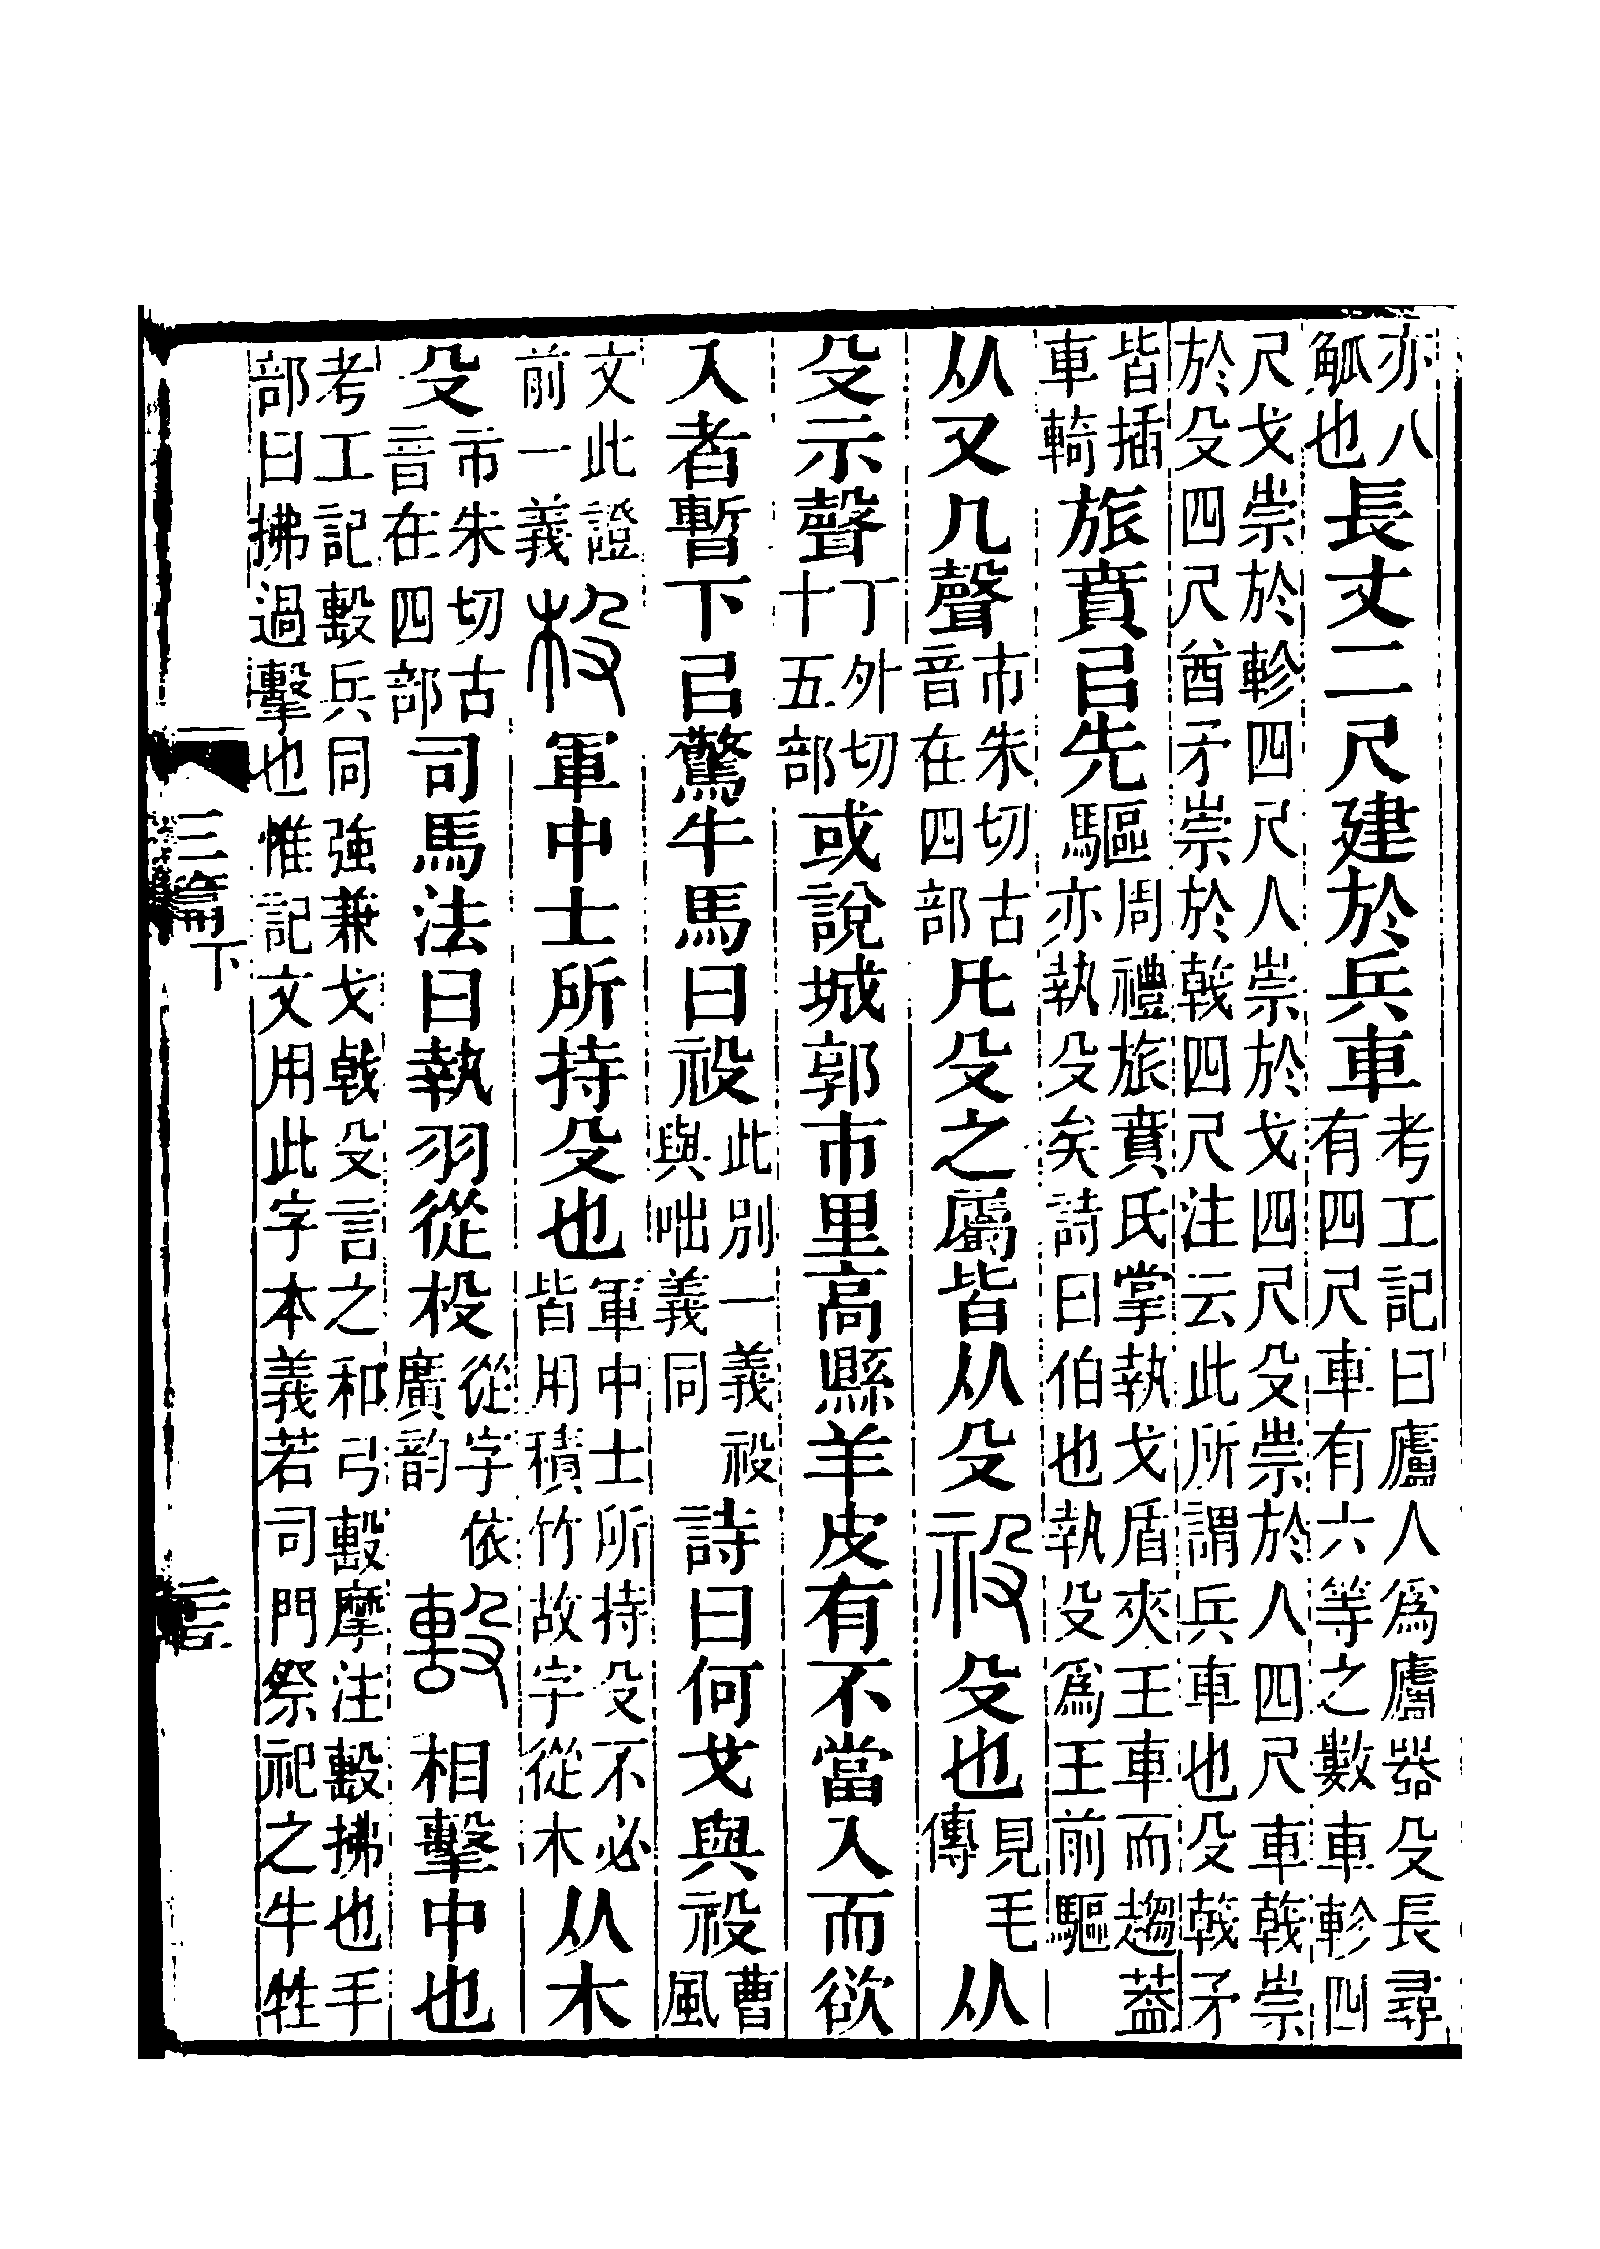 亦八觚也長丈二尺建於兵車考工記曰廬人爲廬器殳長尋有四尺車有六等之數車軫四
尺戈崇於軫四尺人崇於戈四尺殳崇於人四尺車戟崇於殳四尺酋矛崇於戟四尺注云此所謂兵車也殳戟矛
皆插車輢旅賁㠯先驅周禮旅賁氏掌執戈盾夾王車而趨葢亦執殳矣詩曰伯也執殳爲王前驅
从又几聲市朱切古音在四部凡殳之屬皆从殳祋殳也見毛傳从
殳示聲丁外切十五部或說城郭市里高縣羊皮有不當入而欲
入者暫下㠯驚牛馬曰祋此別一義祋與咄義同詩曰何戈與祋曹風
文此證前一義杸軍中士所持殳也軍中士所持殳不必皆用積竹故字從木从木
殳市朱切古音在四部司馬法曰執羽從杸從字依廣韵毄相擊中也
考工記毄兵同強兼戈戟殳言之和弓毄摩注毄拂也手部曰拂過擊也惟記文用此字本義若司門祭祀之牛牲
三篇下